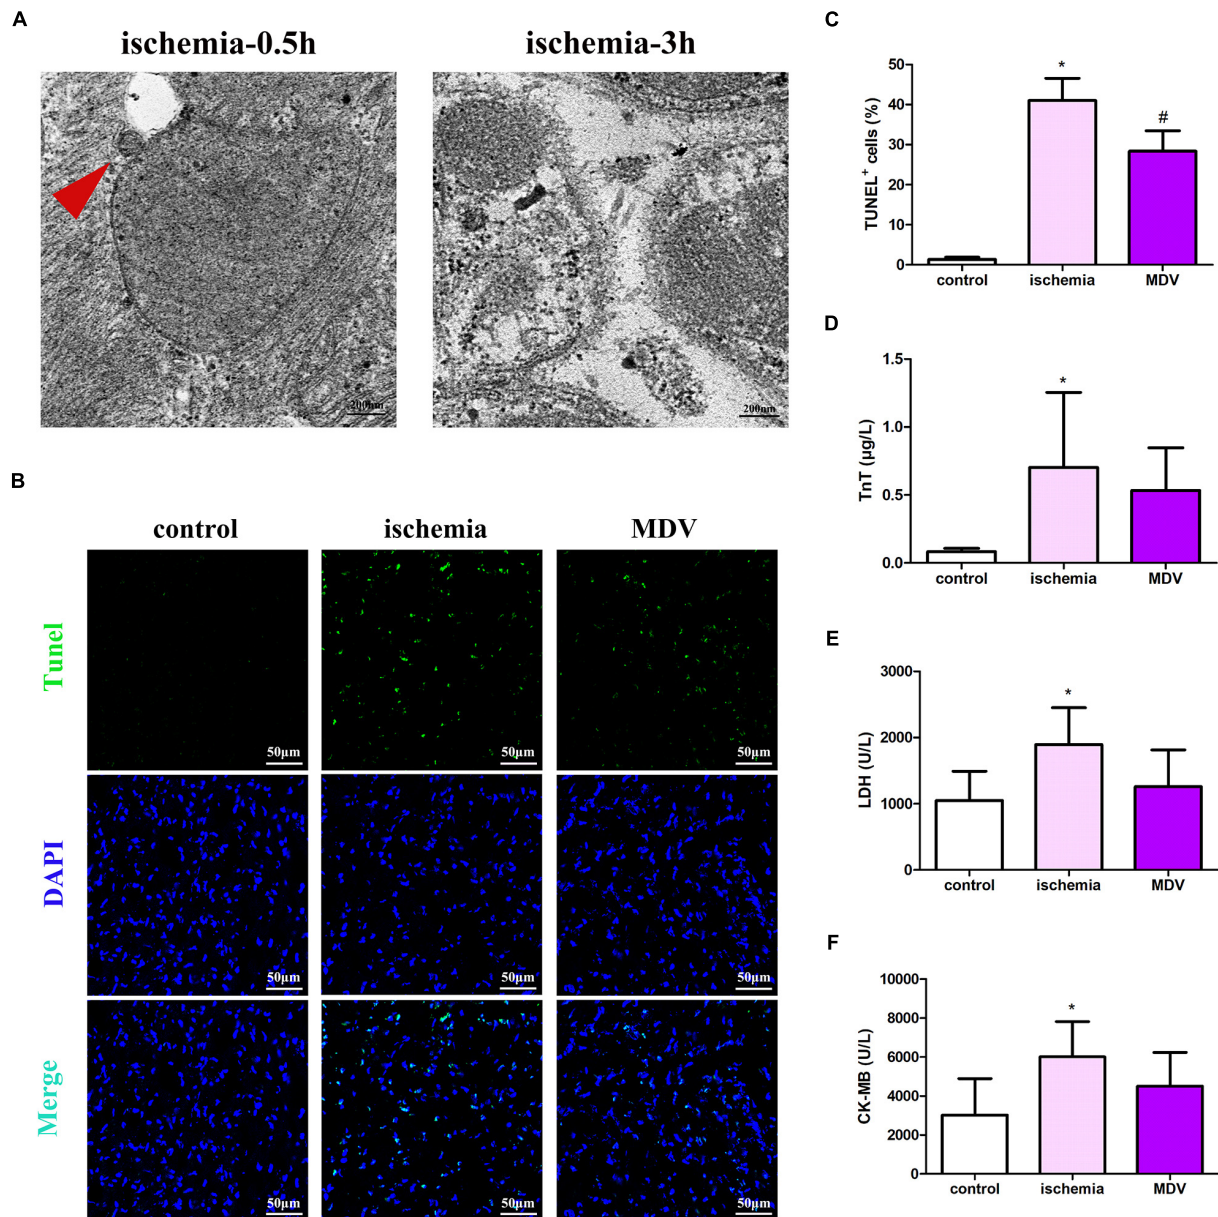 A
ischemia-0.5h
ischemia-3h
200nm
200nm
B
control
ischemia
MDV
Tunel
50μm
50μm
50μm
DAPI
50μm
50μm
50μm
Merge
50μm
50μm
50μm
C
TUNEL+ cells (%)
50
40
30
20
10
0
*
#
control
ischemia
MDV
D
TnT (μg/L)
1.5
1.0
0.5
0.0
*
control
ischemia
MDV
E
LDH (U/L)
3000
2000
1000
0
*
control
ischemia
MDV
F
CK-MB (U/L)
10000
8000
6000
4000
2000
0
*
control
ischemia
MDV